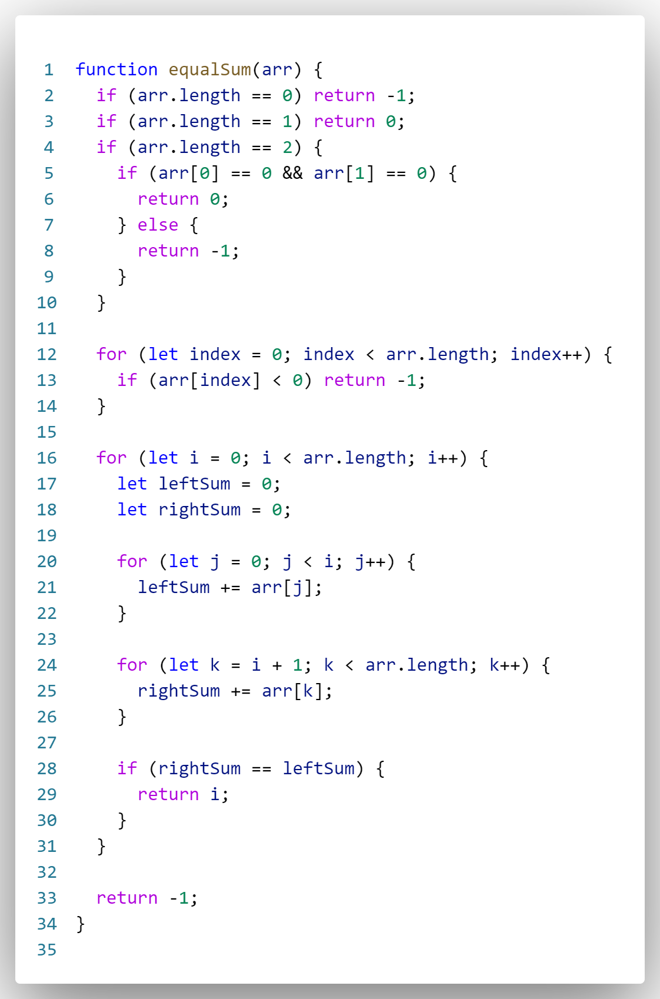 1 function equalSum(arr) {
2   if (arr.length == 0) return -1;
3   if (arr.length == 1) return 0;
4   if (arr.length == 2) {
5     if (arr[0] == 0 && arr[1] == 0) {
6       return 0;
7     } else {
8       return -1;
9     }
10   }
11
12   for (let index = 0; index < arr.length; index++) {
13     if (arr[index] < 0) return -1;
14   }
15
16   for (let i = 0; i < arr.length; i++) {
17     let leftSum = 0;
18     let rightSum = 0;
19
20     for (let j = 0; j < i; j++) {
21       leftSum += arr[j];
22     }
23
24     for (let k = i + 1; k < arr.length; k++) {
25       rightSum += arr[k];
26     }
27
28     if (rightSum == leftSum) {
29       return i;
30     }
31   }
32
33   return -1;
34 }
35